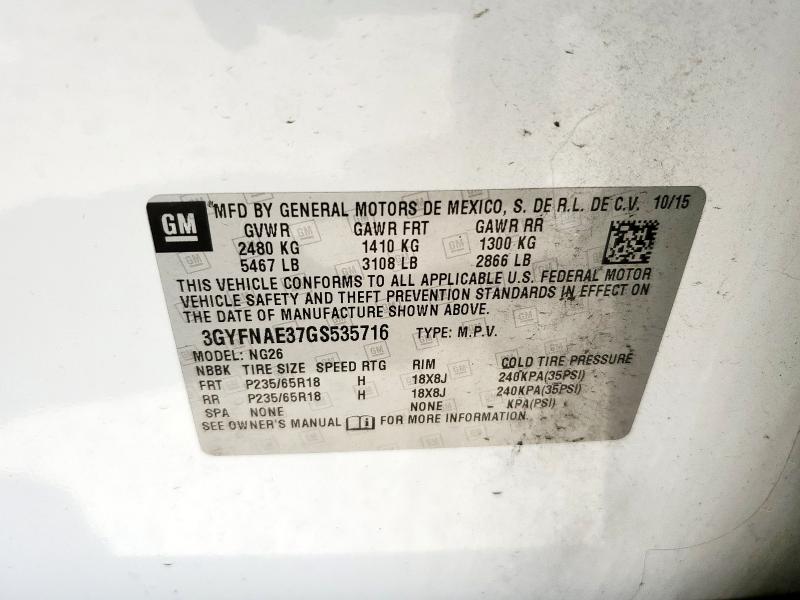 GM
MFD BY GENERAL MOTORS DE MEXICO, S. DE R.L. DE C.V. 10/15
GVWR GAWR FRT GAWR RR
2480 KG 1410 KG 1300 KG
5467 LB 3108 LB 2866 LB
THIS VEHICLE CONFORMS TO ALL APPLICABLE U.S. FEDERAL MOTOR
VEHICLE SAFETY AND THEFT PREVENTION STANDARDS IN EFFECT ON
THE DATE OF MANUFACTURE SHOWN ABOVE.
3GYFNAE37GS535716 TYPE: M.P.V.
MODEL: NG26
NBBK TIRE SIZE SPEED RTG RIM COLD TIRE PRESSURE
FRT P235/65R18 H 18X8J 240KPA(35PSI)
RR P235/65R18 H 18X8J 240KPA(35PSI)
SPA NONE NONE - KPA(PSI)
SEE OWNER'S MANUAL FOR MORE INFORMATION.